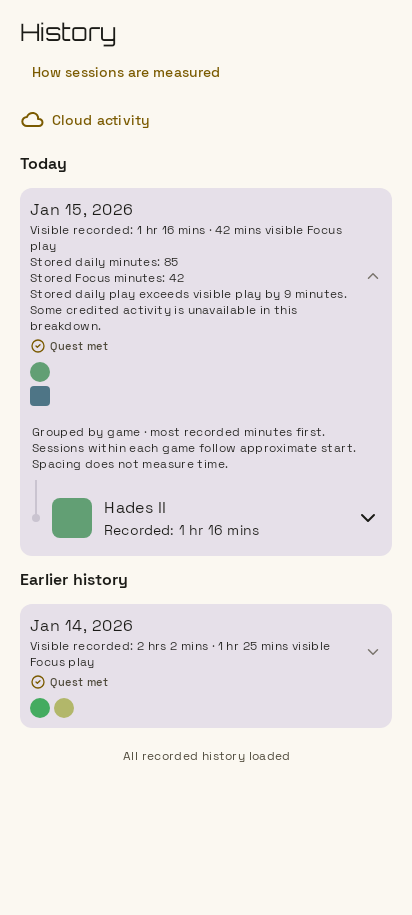 History
How sessions are measured
Cloud activity
Today
Jan 15, 2026
Visible recorded: 1 hr 16 mins · 42 mins visible Focus
play
Stored daily minutes: 85
Stored Focus minutes: 42
Stored daily play exceeds visible play by 9 minutes.
Some credited activity is unavailable in this
breakdown.
Quest met
Grouped by game · most recorded minutes first.
Sessions within each game follow approximate start.
Spacing does not measure time.
Hades II
Recorded: 1 hr 16 mins
Earlier history
Jan 14, 2026
Visible recorded: 2 hrs 2 mins · 1 hr 25 mins visible
Focus play
Quest met
All recorded history loaded